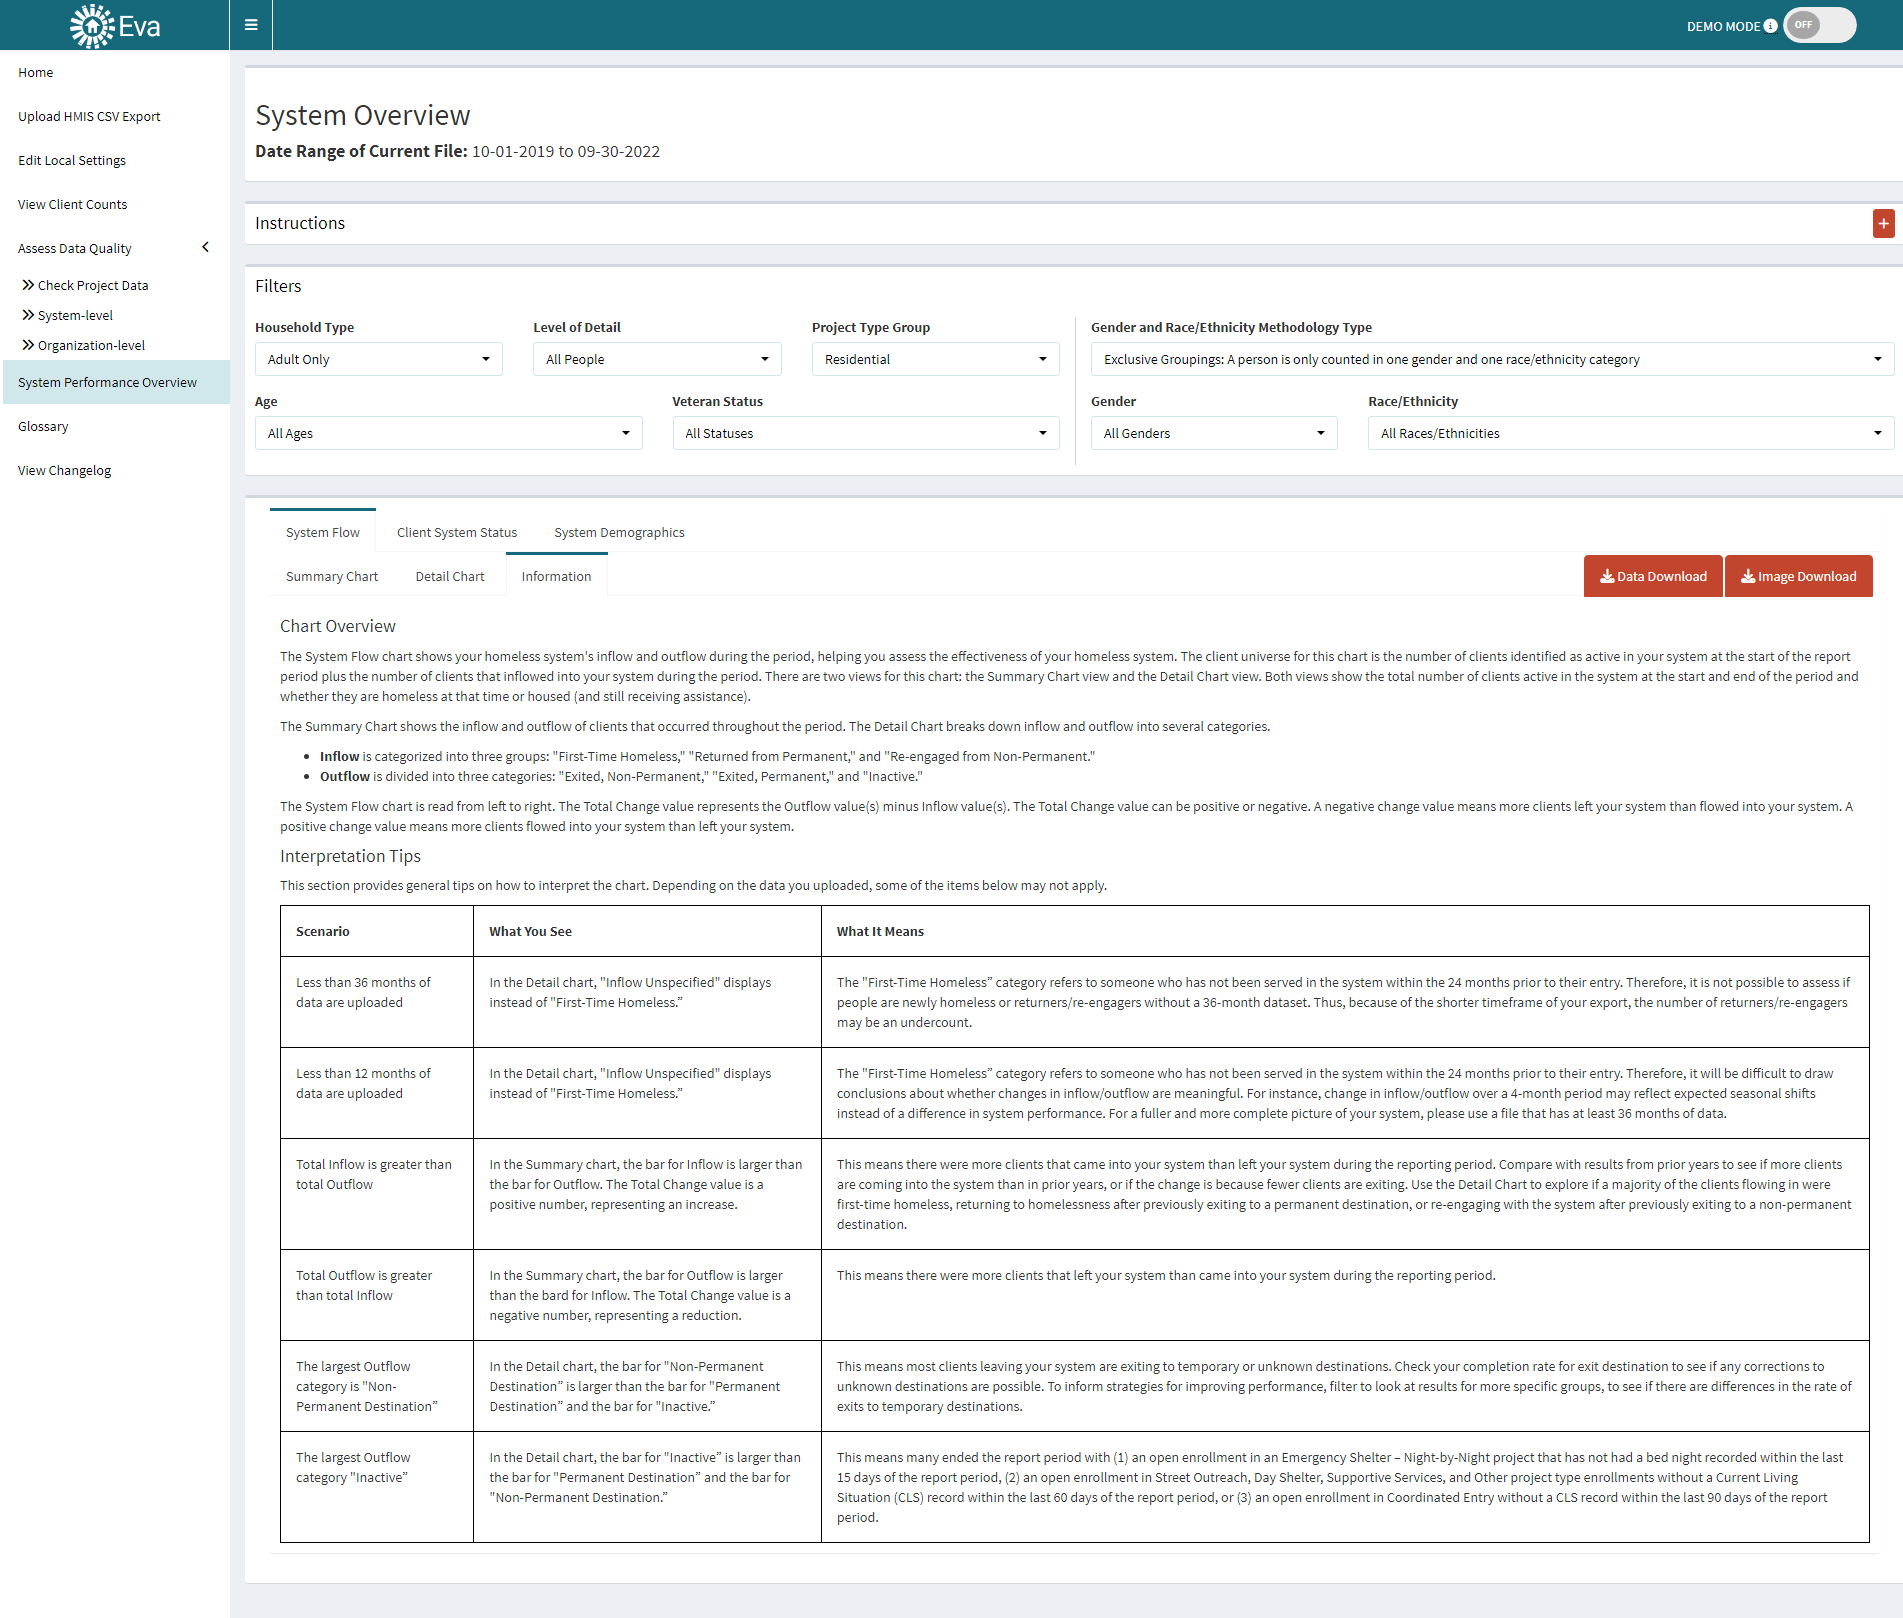 Eva
DEMO MODE
OFF
Home
Upload HMIS CSV Export
Edit Local Settings
View Client Counts
Assess Data Quality
Check Project Data
System-level
Organization-level
System Performance Overview
Glossary
View Changelog
System Overview
Date Range of Current File: 10-01-2019 to 09-30-2022
Instructions
Filters
Household Type
Level of Detail
Project Type Group
Gender and Race/Ethnicity Methodology Type
Adult Only
All People
Residential
Exclusive Groupings: A person is only counted in one gender and one race/ethnicity category
Age
Veteran Status
Gender
Race/Ethnicity
All Ages
All Statuses
All Genders
All Races/Ethnicities
System Flow
Client System Status
System Demographics
Summary Chart
Detail Chart
Information
Data Download
Image Download
Chart Overview
The System Flow chart shows your homeless system's inflow and outflow during the period, helping you assess the effectiveness of your homeless system. The client universe for this chart is the number of clients identified as active in your system at the start of the report
period plus the number of clients that inflowed into your system during the period. There are two views for this chart: the Summary Chart view and the Detail Chart view. Both views show the total number of clients active in the system at the start and end of the period and
whether they are homeless at that time or housed (and still receiving assistance).
The Summary Chart shows the inflow and outflow of clients that occurred throughout the period. The Detail Chart breaks down inflow and outflow into several categories.
• Inflow is categorized into three groups: "First-Time Homeless," "Returned from Permanent," and "Re-engaged from Non-Permanent."
• Outflow is divided into three categories: "Exited, Non-Permanent," "Exited, Permanent," and "Inactive."
The System Flow chart is read from left to right. The Total Change value represents the Outflow value(s) minus Inflow value(s). The Total Change value can be positive or negative. A negative change value means more clients left your system than flowed into your system. A
positive change value means more clients flowed into your system than left your system.
Interpretation Tips
This section provides general tips on how to interpret the chart. Depending on the data you uploaded, some of the items below may not apply.
Scenario
What You See
What It Means
Less than 36 months of
data are uploaded
In the Detail chart, "Inflow Unspecified" displays
instead of "First-Time Homeless.”
The "First-Time Homeless” category refers to someone who has not been served in the system within the 24 months prior to their entry. Therefore, it is not possible to assess if
people are newly homeless or returners/re-engagers without a 36-month dataset. Thus, because of the shorter timeframe of your export, the number of returners/re-engagers
may be an undercount.
Less than 12 months of
data are uploaded
In the Detail chart, "Inflow Unspecified" displays
instead of "First-Time Homeless.”
The "First-Time Homeless” category refers to someone who has not been served in the system within the 24 months prior to their entry. Therefore, it will be difficult to draw
conclusions about whether changes in inflow/outflow are meaningful. For instance, change in inflow/outflow over a 4-month period may reflect expected seasonal shifts
instead of a difference in system performance. For a fuller and more complete picture of your system, please use a file that has at least 36 months of data.
Total Inflow is greater than
total Outflow
In the Summary chart, the bar for Inflow is larger than
the bar for Outflow. The Total Change value is a
positive number, representing an increase.
This means there were more clients that came into your system than left your system during the reporting period. Compare with results from prior years to see if more clients
are coming into the system than in prior years, or if the change is because fewer clients are exiting. Use the Detail Chart to explore if a majority of the clients flowing in were
first-time homeless, returning to homelessness after previously exiting to a permanent destination, or re-engaging with the system after previously exiting to a non-permanent
destination.
Total Outflow is greater
than total Inflow
In the Summary chart, the bar for Outflow is larger
than the bard for Inflow. The Total Change value is a
negative number, representing a reduction.
This means there were more clients that left your system than came into your system during the reporting period.
The largest Outflow
category is "Non-
Permanent Destination”
In the Detail chart, the bar for "Non-Permanent
Destination” is larger than the bar for "Permanent
Destination” and the bar for "Inactive.”
This means most clients leaving your system are exiting to temporary or unknown destinations. Check your completion rate for exit destination to see if any corrections to
unknown destinations are possible. To inform strategies for improving performance, filter to look at results for more specific groups, to see if there are differences in the rate of
exits to temporary destinations.
The largest Outflow
category "Inactive”
In the Detail chart, the bar for "Inactive” is larger than
the bar for "Permanent Destination” and the bar for
"Non-Permanent Destination.”
This means many ended the report period with (1) an open enrollment in an Emergency Shelter – Night-by-Night project that has not had a bed night recorded within the last
15 days of the report period, (2) an open enrollment in Street Outreach, Day Shelter, Supportive Services, and Other project type enrollments without a Current Living
Situation (CLS) record within the last 60 days of the report period, or (3) an open enrollment in Coordinated Entry without a CLS record within the last 90 days of the report
period.